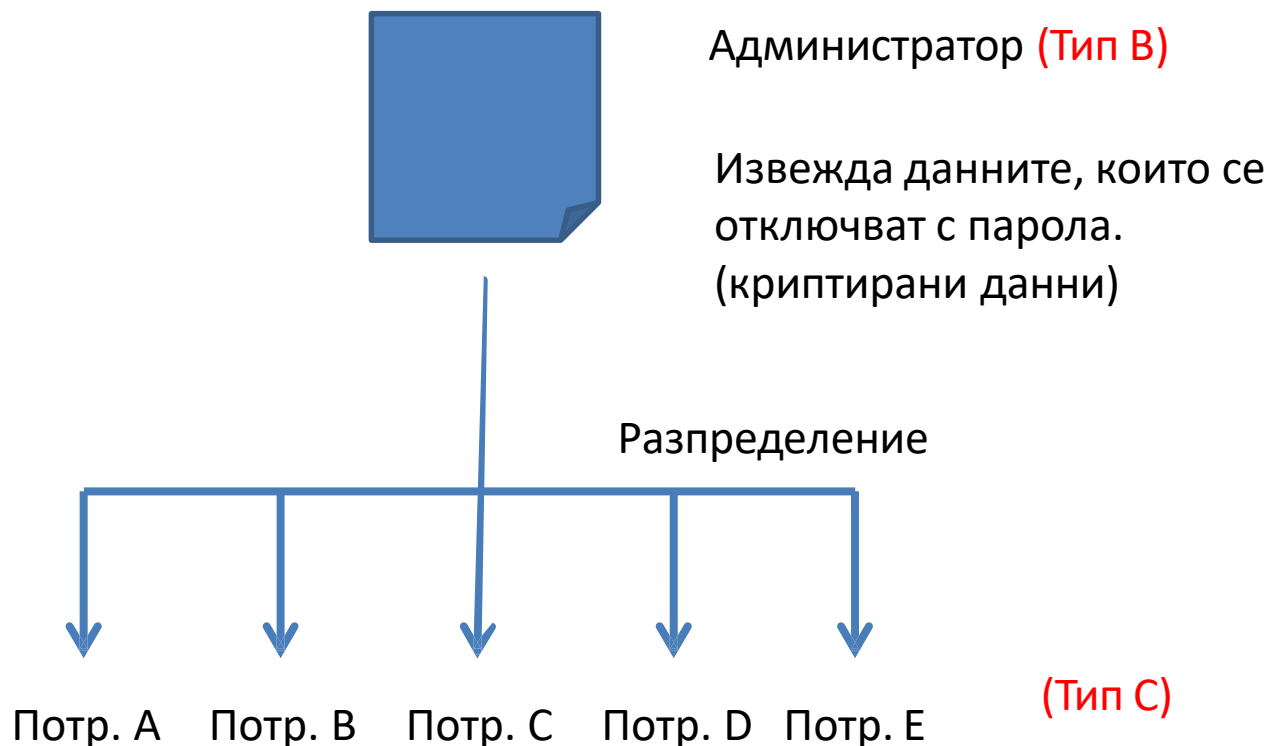 Администратор (Тип B)
Извежда данните, които се
отключват с парола.
(криптирани данни)
Разпределение
(Тип C)
Потр. A Потр. B Потр. C Потр. D Потр. E